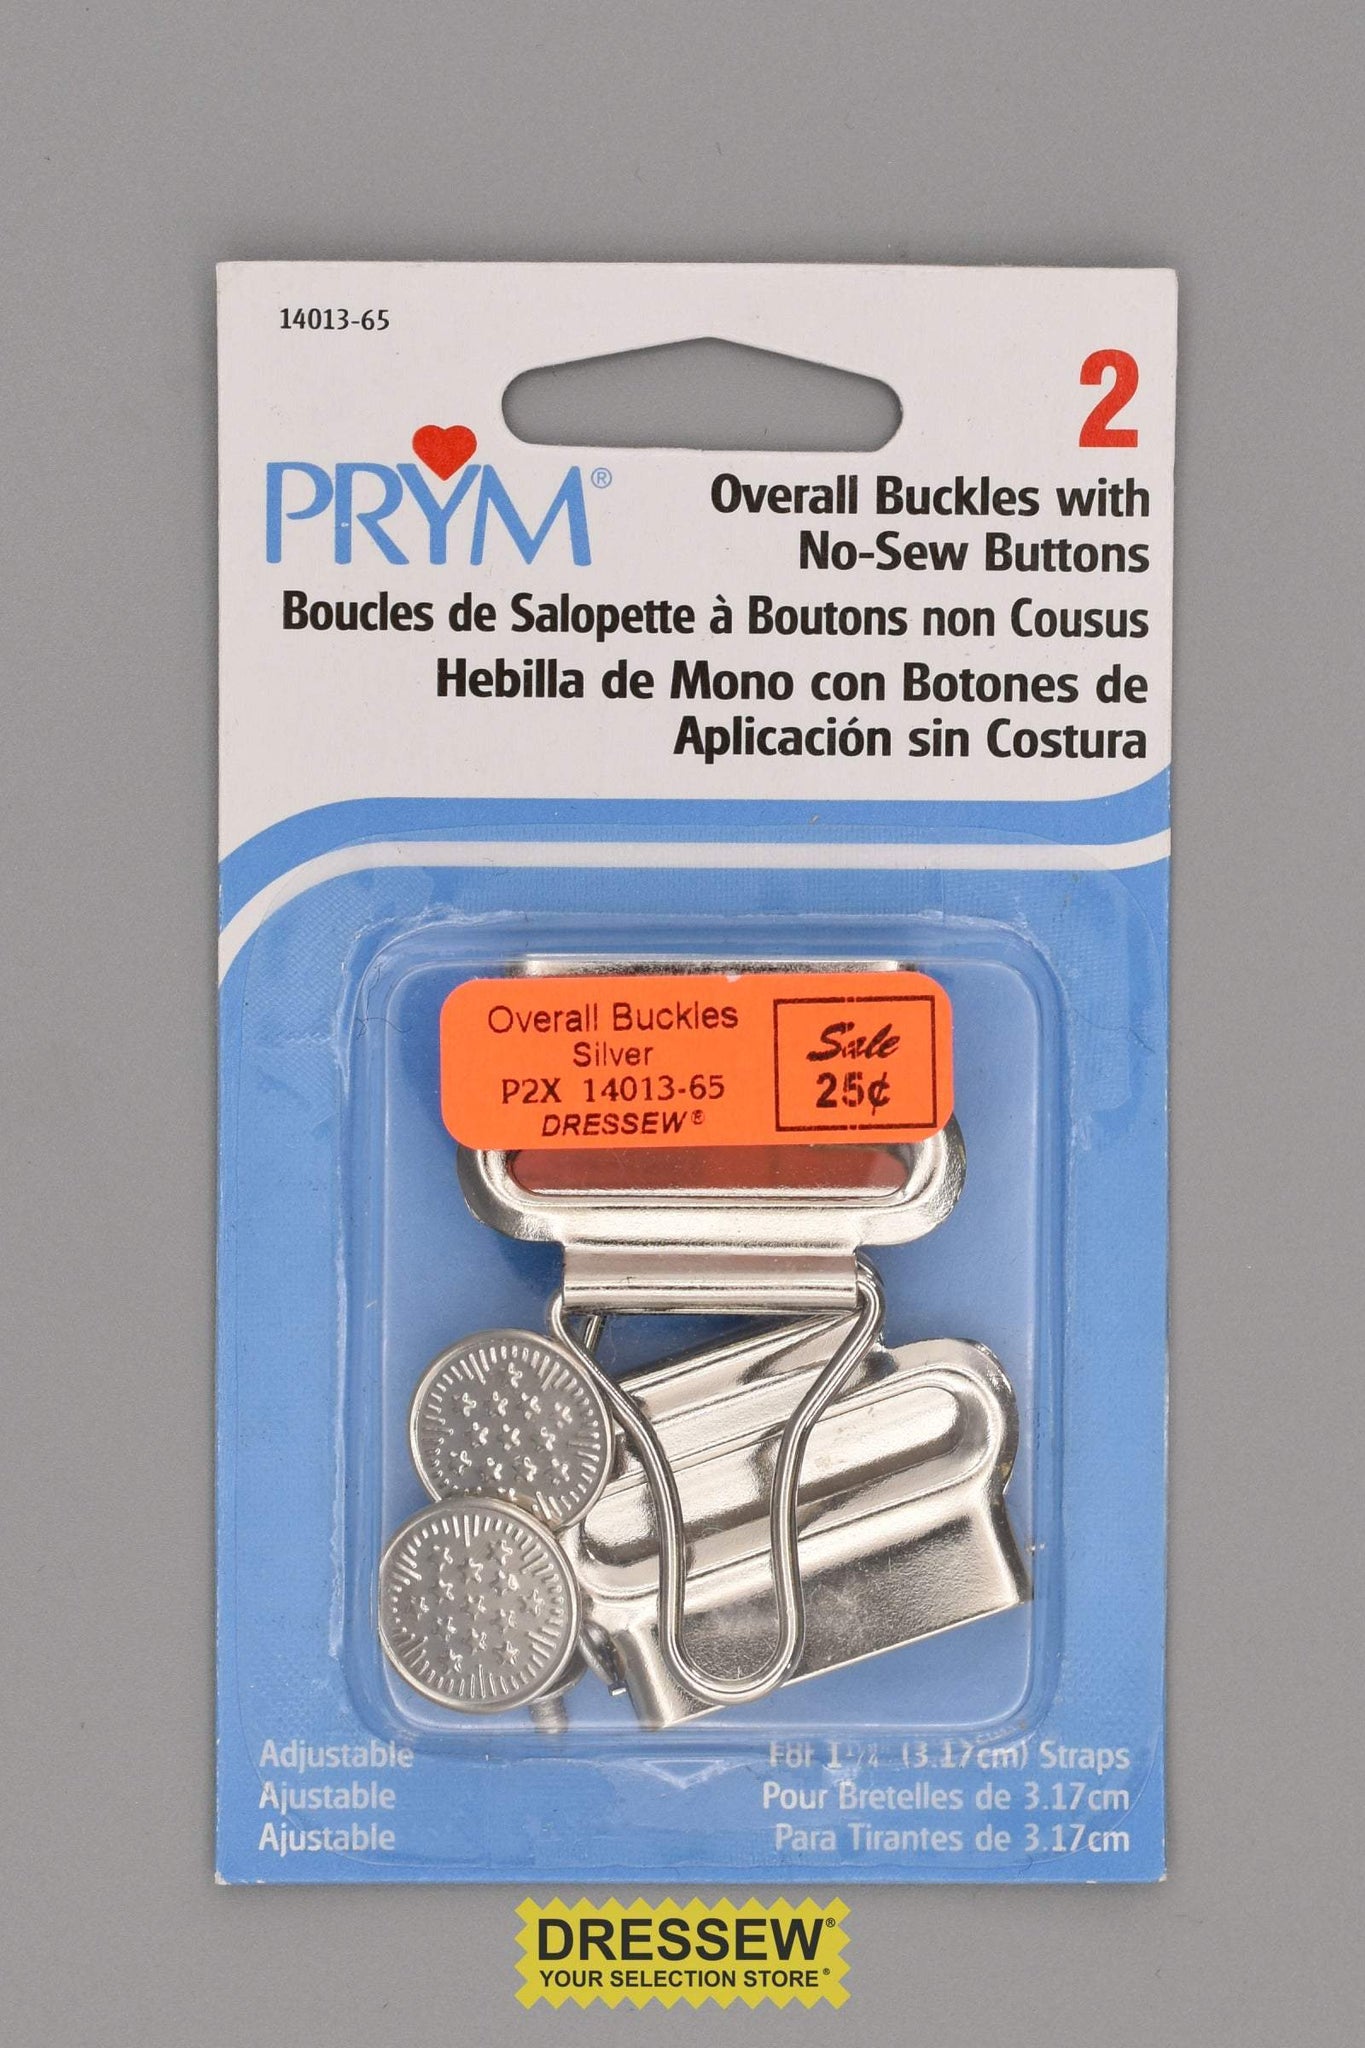 14013-65
2
PRYM®
Overall Buckles with
No-Sew Buttons
Boucles de Salopette à Boutons non Cousus
Hebilla de Mono con Botones de
Aplicación sin Costura
Overall Buckles
Silver
P2X 14013-65
DRESSEW®
Sale
25¢
Adjustable
Ajustable
Ajustable
1¼ (3.17cm) Straps
Pour Bretelles de 3.17cm
Para Tirantes de 3.17cm
DRESSEW®
YOUR SELECTION STORE®